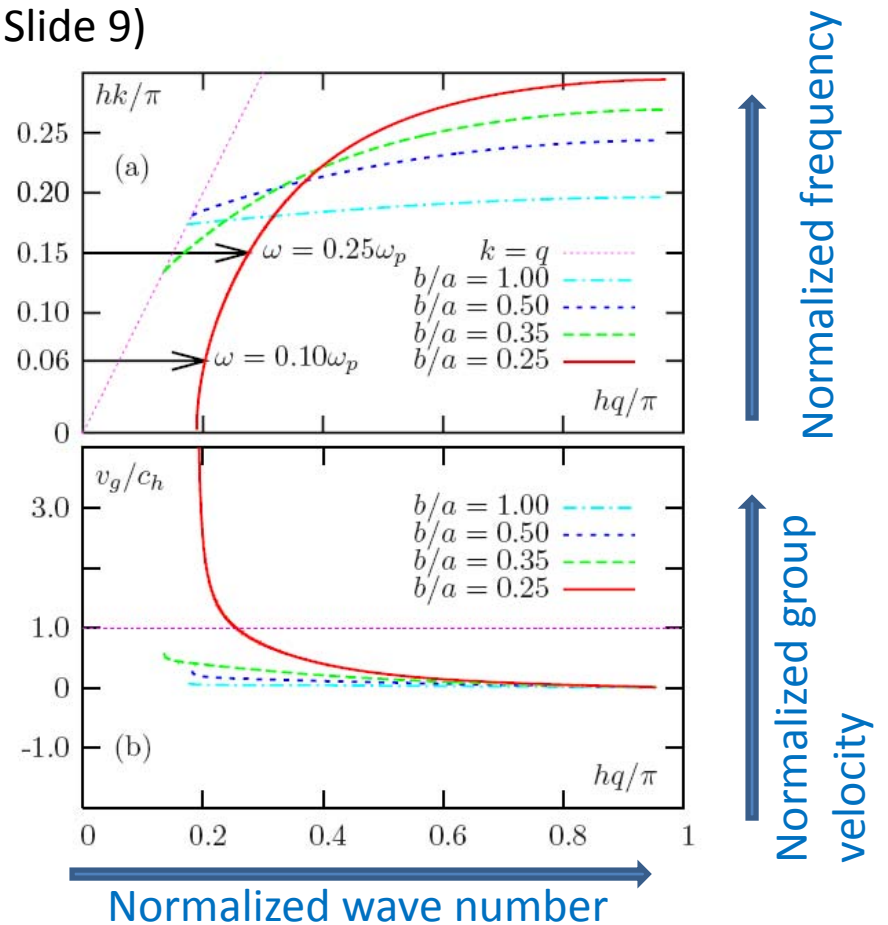 Slide 9)
hk/π
0.25
(a)
0.20
0.15
ω = 0.25ω_p
k = q
b/a = 1.00
0.10
b/a = 0.50
b/a = 0.35
0.06
ω = 0.10ω_p
b/a = 0.25
hq/π
0
Normalized frequency
v_g/c_h
3.0
b/a = 1.00
b/a = 0.50
b/a = 0.35
b/a = 0.25
1.0
0
-1.0
(b)
hq/π
0 0.2 0.4 0.6 0.8 1
Normalized group
velocity
Normalized wave number